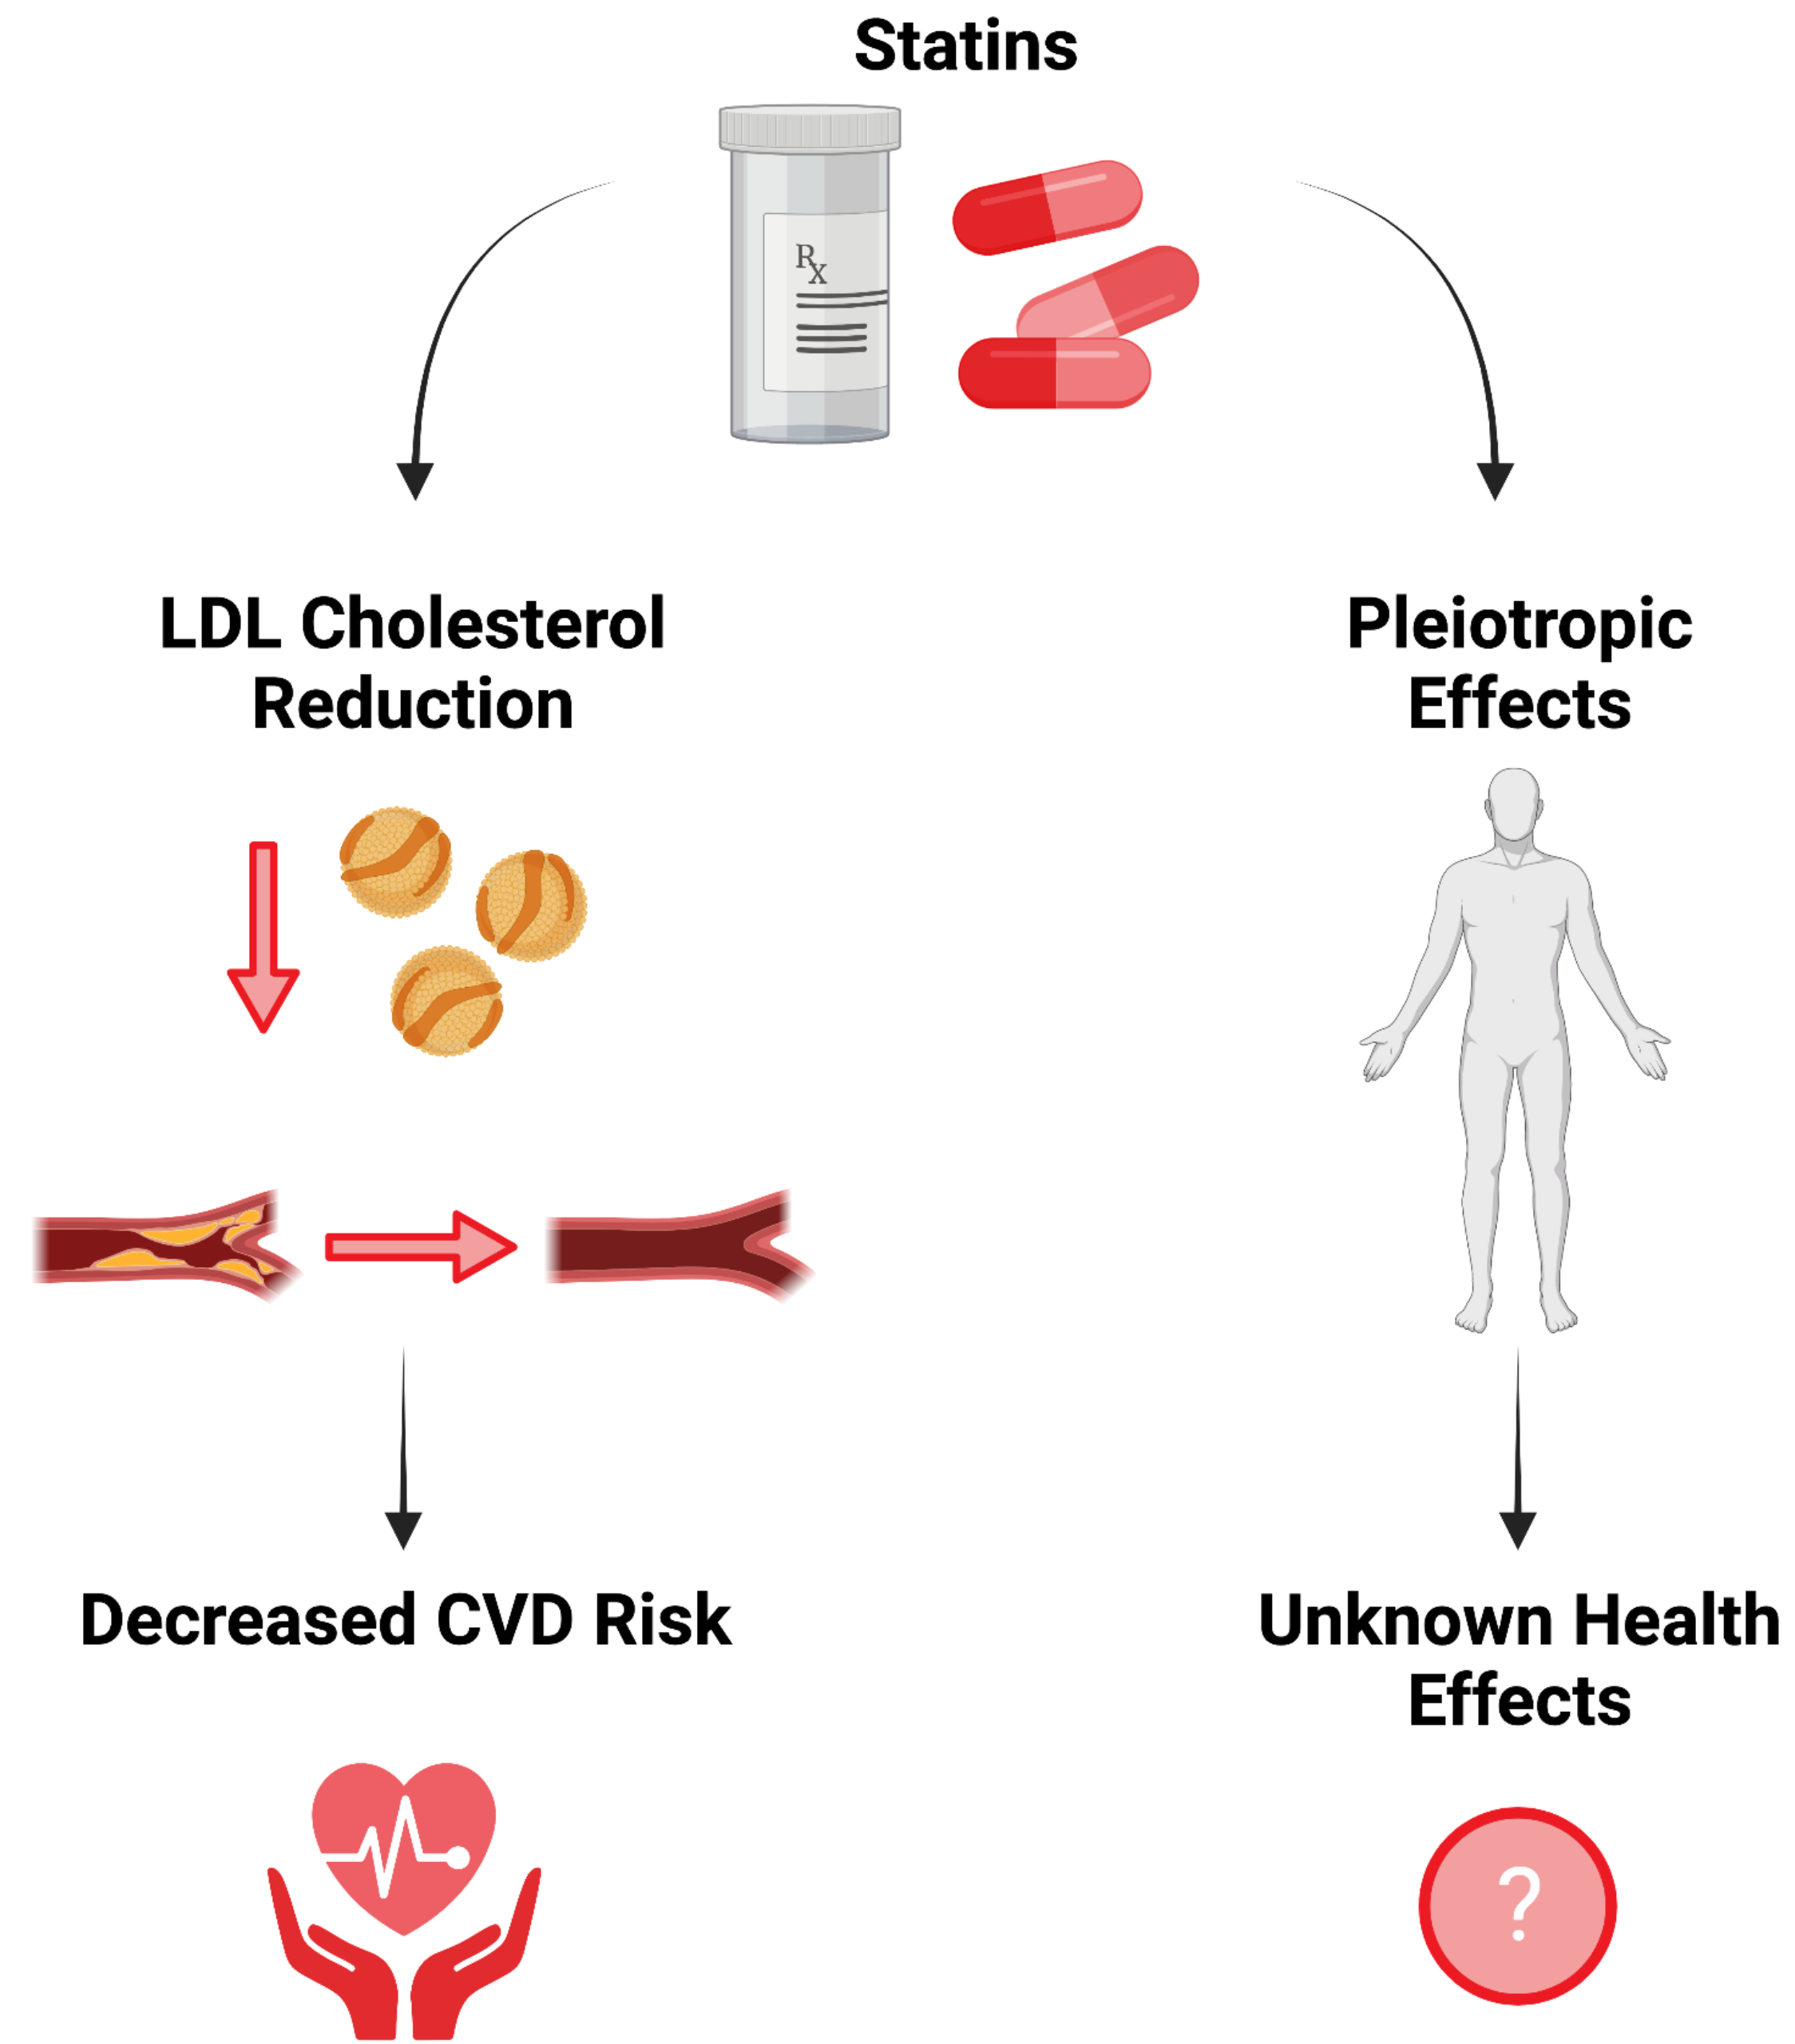 Statins
Rx
LDL Cholesterol
Reduction
Pleiotropic
Effects
Decreased CVD Risk
Unknown Health
Effects
?